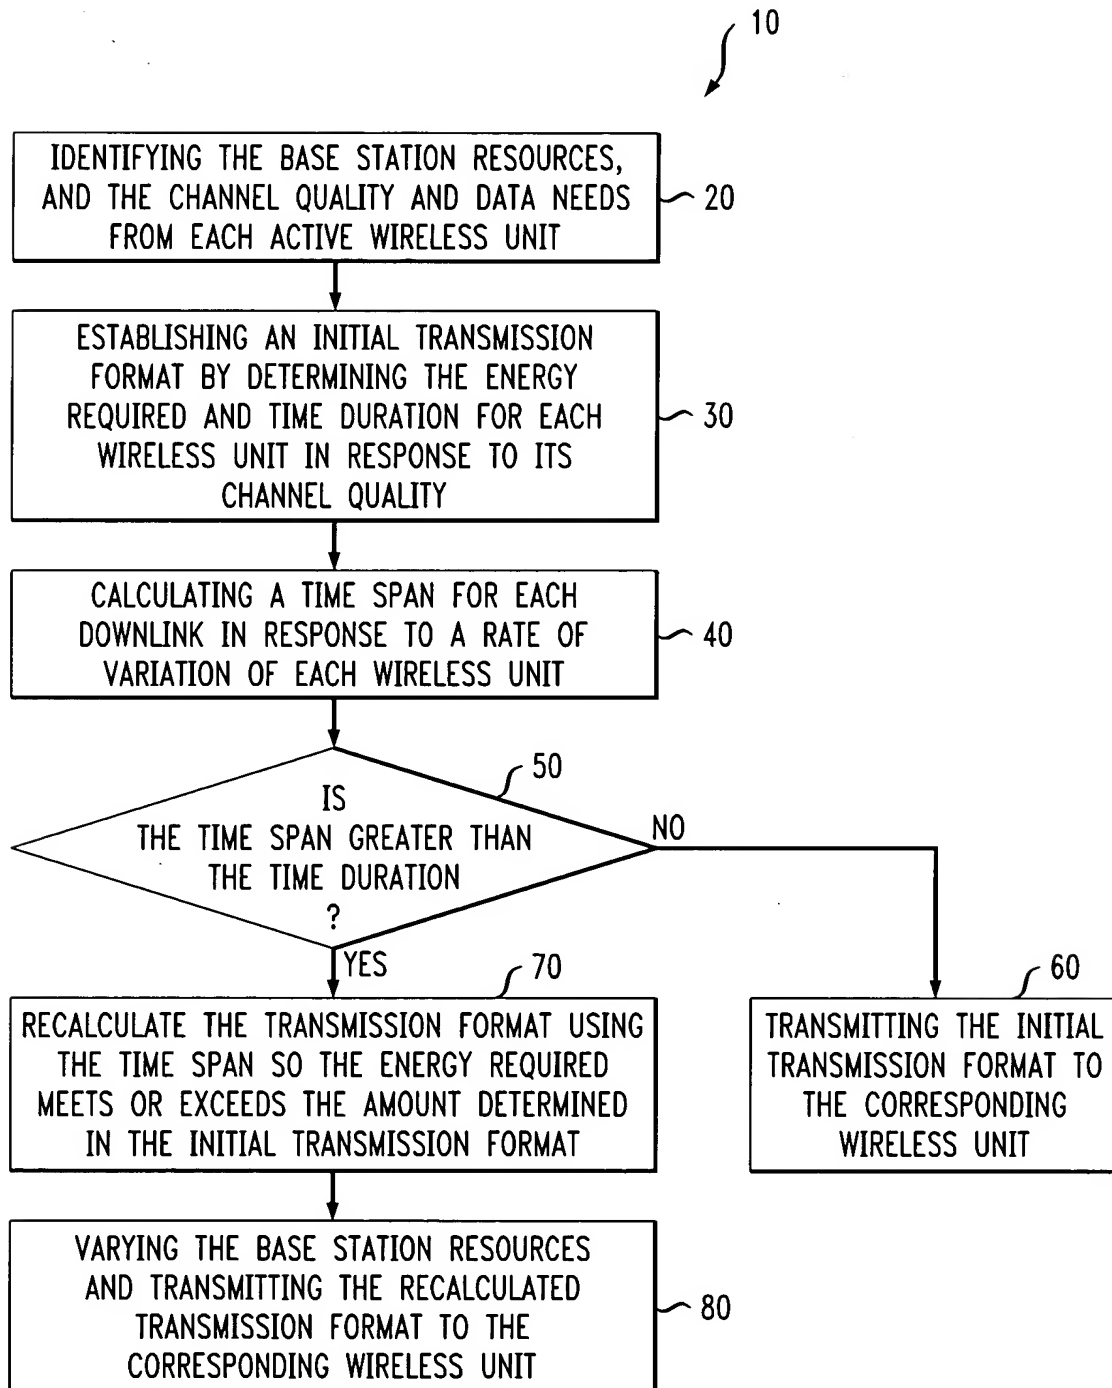 10
IDENTIFYING THE BASE STATION RESOURCES,
AND THE CHANNEL QUALITY AND DATA NEEDS
FROM EACH ACTIVE WIRELESS UNIT
20
ESTABLISHING AN INITIAL TRANSMISSION
FORMAT BY DETERMINING THE ENERGY
REQUIRED AND TIME DURATION FOR EACH
WIRELESS UNIT IN RESPONSE TO ITS
CHANNEL QUALITY
30
CALCULATING A TIME SPAN FOR EACH
DOWNLINK IN RESPONSE TO A RATE OF
VARIATION OF EACH WIRELESS UNIT
40
50
IS
THE TIME SPAN GREATER THAN
THE TIME DURATION
?
NO
YES
70
RECALCULATE THE TRANSMISSION FORMAT USING
THE TIME SPAN SO THE ENERGY REQUIRED
MEETS OR EXCEEDS THE AMOUNT DETERMINED
IN THE INITIAL TRANSMISSION FORMAT
60
TRANSMITTING THE INITIAL
TRANSMISSION FORMAT TO
THE CORRESPONDING
WIRELESS UNIT
VARYING THE BASE STATION RESOURCES
AND TRANSMITTING THE RECALCULATED
TRANSMISSION FORMAT TO THE
CORRESPONDING WIRELESS UNIT
80